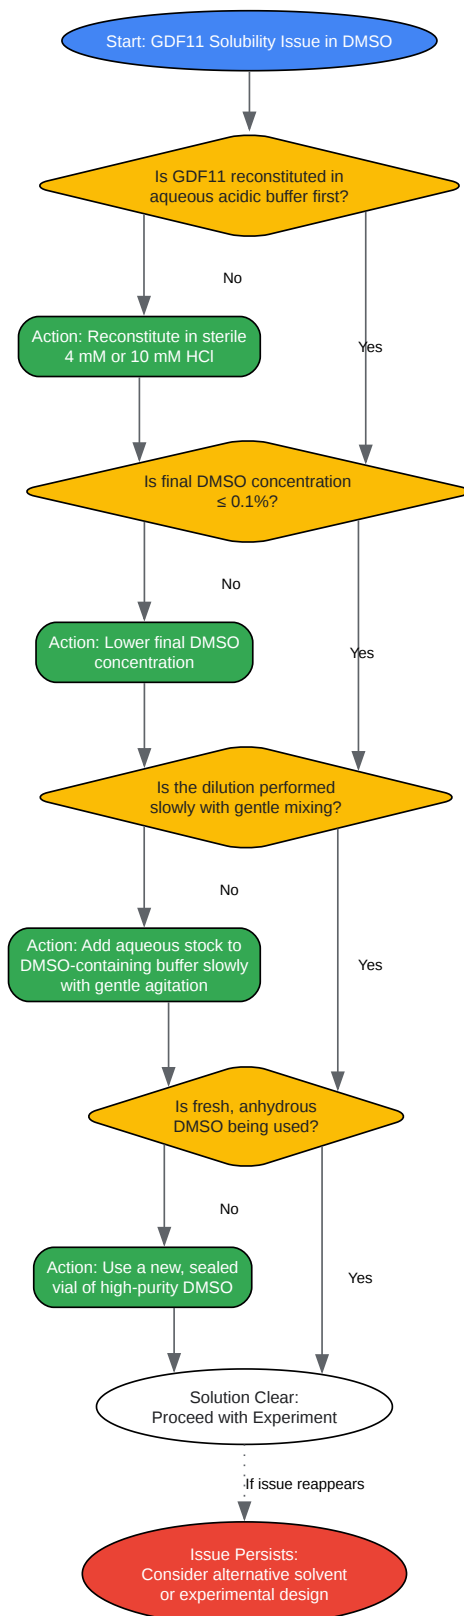 Start: GDF11 Solubility Issue in DMSO
Is GDF11 reconstituted in
aqueous acidic buffer first?
No
Action: Reconstitute in sterile
4 mM or 10 mM HCl
Yes
Is final DMSO concentration
≤ 0.1%?
No
Action: Lower final DMSO
concentration
Yes
Is the dilution performed
slowly with gentle mixing?
No
Action: Add aqueous stock to
DMSO-containing buffer slowly
with gentle agitation
Yes
Is fresh, anhydrous
DMSO being used?
No
Action: Use a new, sealed
vial of high-purity DMSO
Yes
Solution Clear:
Proceed with Experiment
If issue reappears
Issue Persists:
Consider alternative solvent
or experimental design